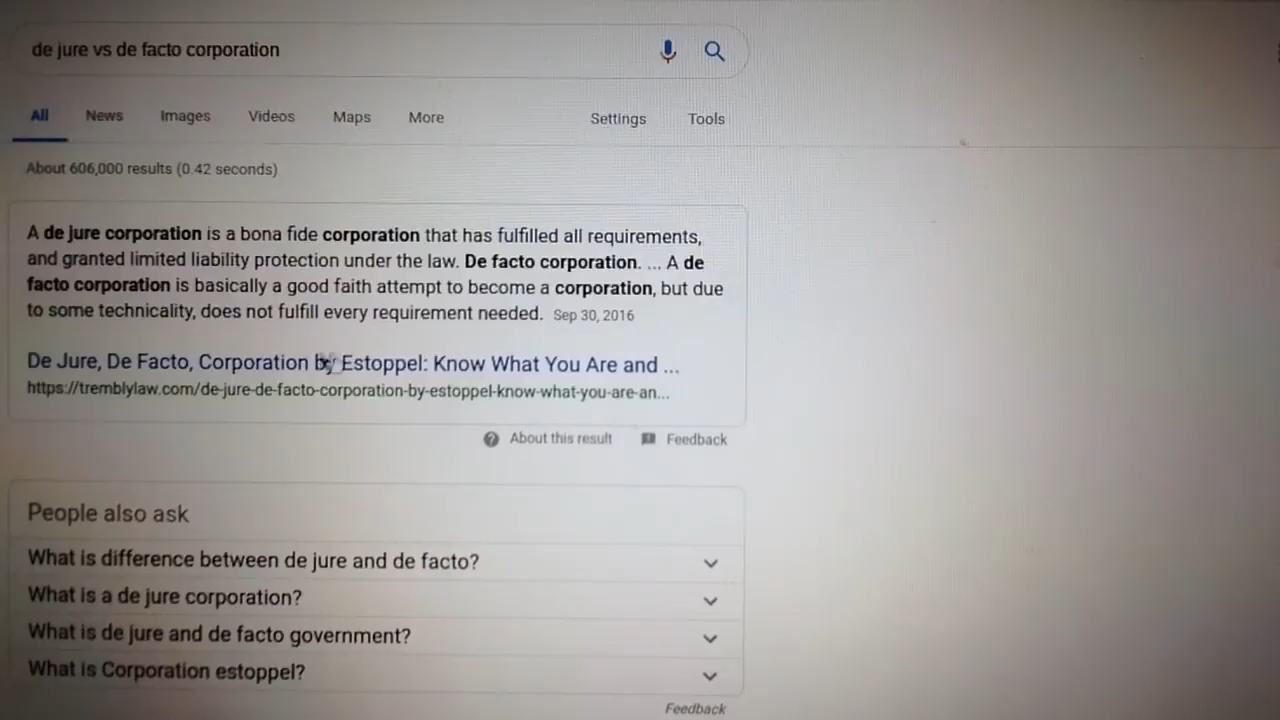 de jure vs de facto corporation
All News Images Videos Maps More Settings Tools
About 606,000 results (0.42 seconds)
A de jure corporation is a bona fide corporation that has fulfilled all requirements,
and granted limited liability protection under the law. De facto corporation. ... A de
facto corporation is basically a good faith attempt to become a corporation, but due
to some technicality, does not fulfill every requirement needed. Sep 30, 2016
De Jure, De Facto, Corporation by Estoppel: Know What You Are and ...
https://tremblylaw.com/de-jure-de-facto-corporation-by-estoppel-know-what-you-are-an...
About this result Feedback
People also ask
What is difference between de jure and de facto?
What is a de jure corporation?
What is de jure and de facto government?
What is Corporation estoppel?
Feedback